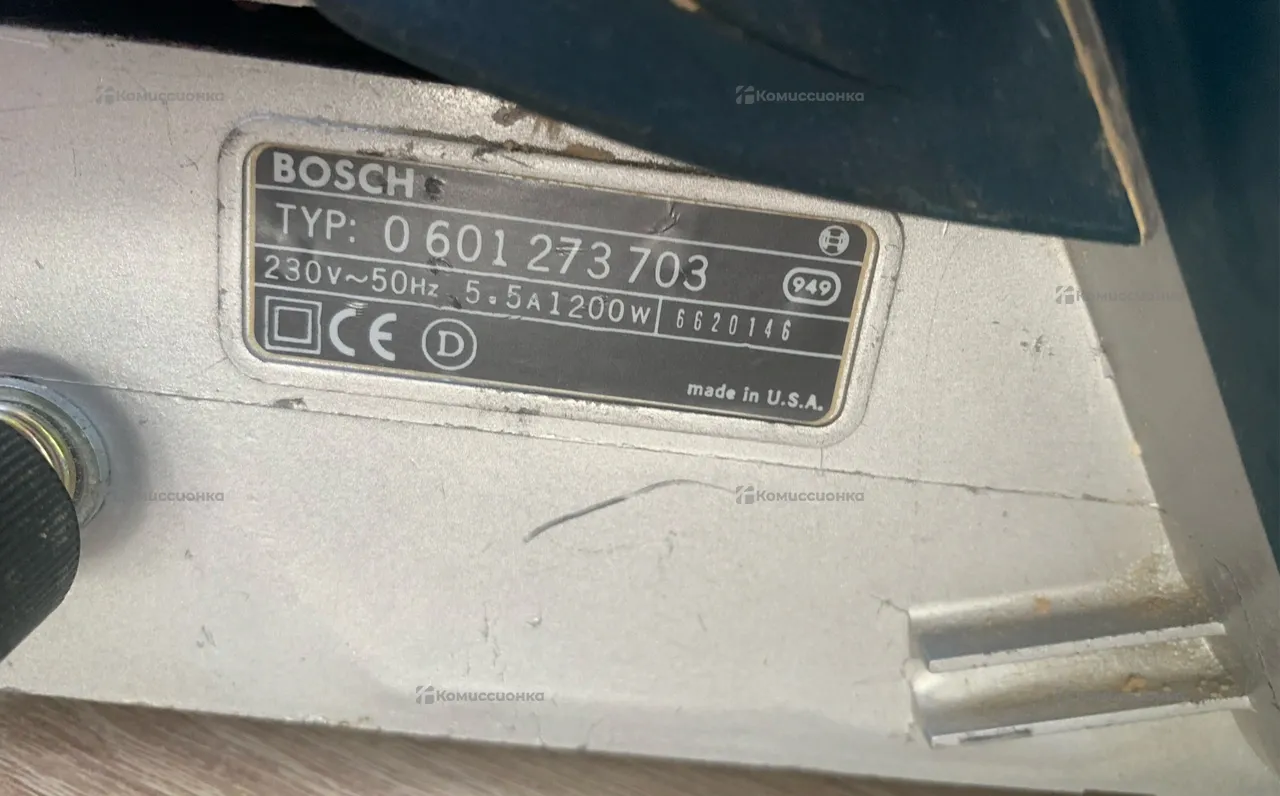 Комиссионка
Комиссионка
BOSCH
TYP: 0 601 273 703
949
230V~50Hz 5.5A 1200W 6620146
CE D
made in U.S.A.
Комиссионка
Комиссионка
Комиссионка
Комиссионка